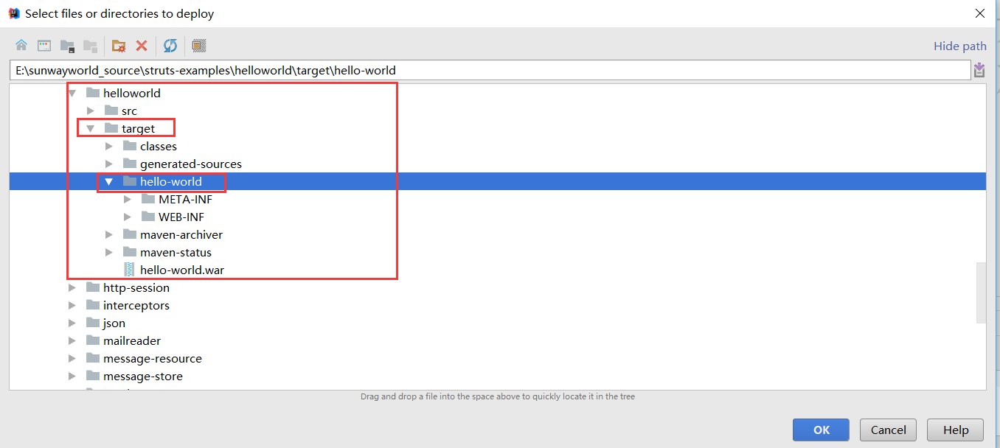 Select files or directories to deploy
Hide path
E:\sunwayworld_source\struts-examples\helloworld\target\hello-world
helloworld
src
target
classes
generated-sources
hello-world
META-INF
WEB-INF
maven-archiver
maven-status
hello-world.war
http-session
interceptors
json
mailreader
message-resource
message-store
Drag and drop a file into the space above to quickly locate it in the tree
OK Cancel Help